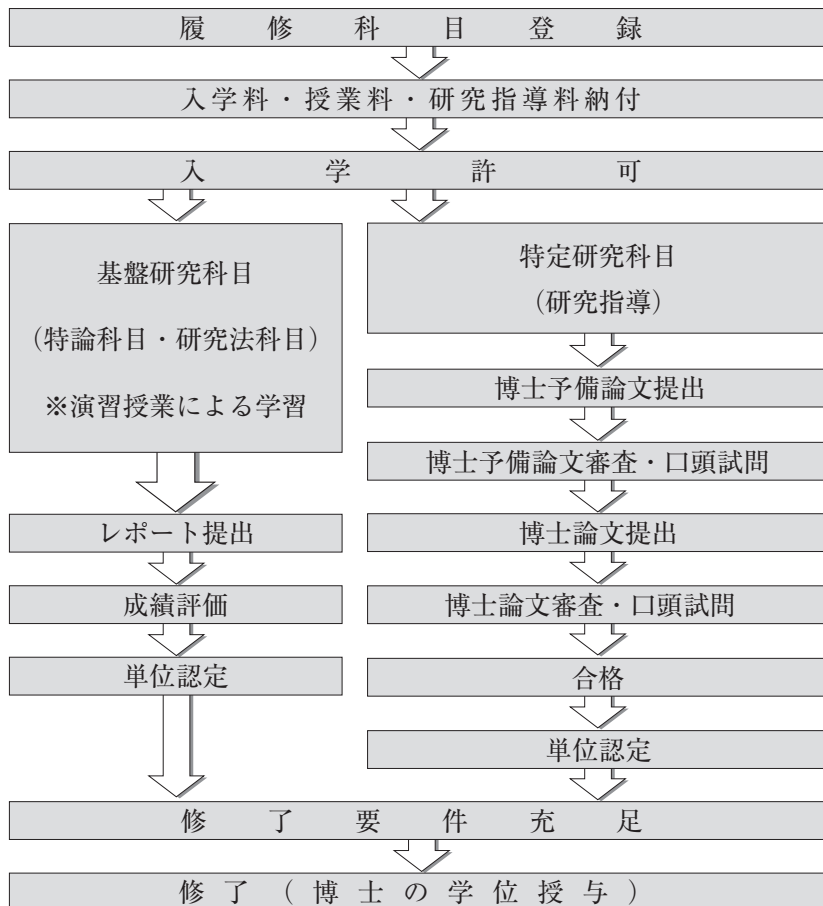 履修科目登録
入学料・授業料・研究指導料納付
入学許可
基盤研究科目
（特論科目・研究法科目）
※演習授業による学習
レポート提出
成績評価
単位認定
特定研究科目
（研究指導）
博士予備論文提出
博士予備論文審査・口頭試問
博士論文提出
博士論文審査・口頭試問
合格
単位認定
修了要件充足
修了（博士の学位授与）